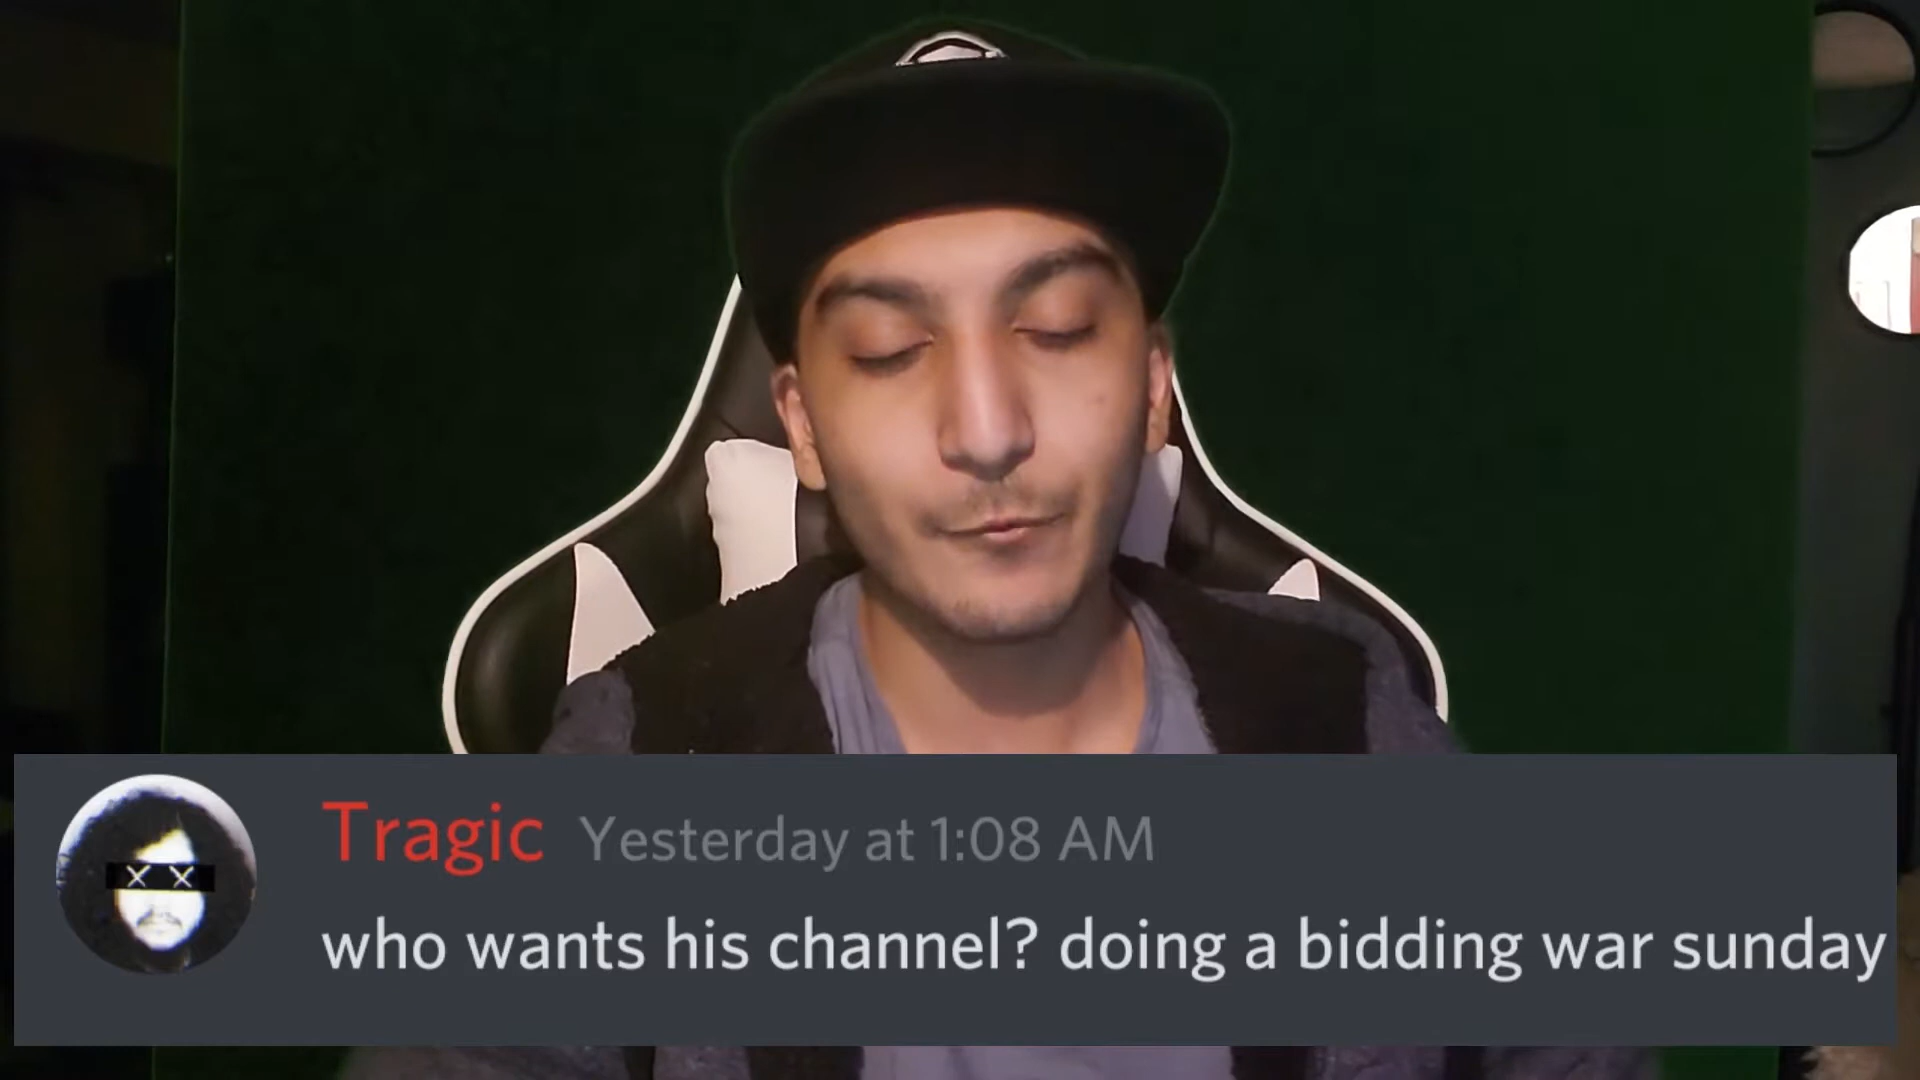 Tragic Yesterday at 1:08 AM
who wants his channel? doing a bidding war sunday